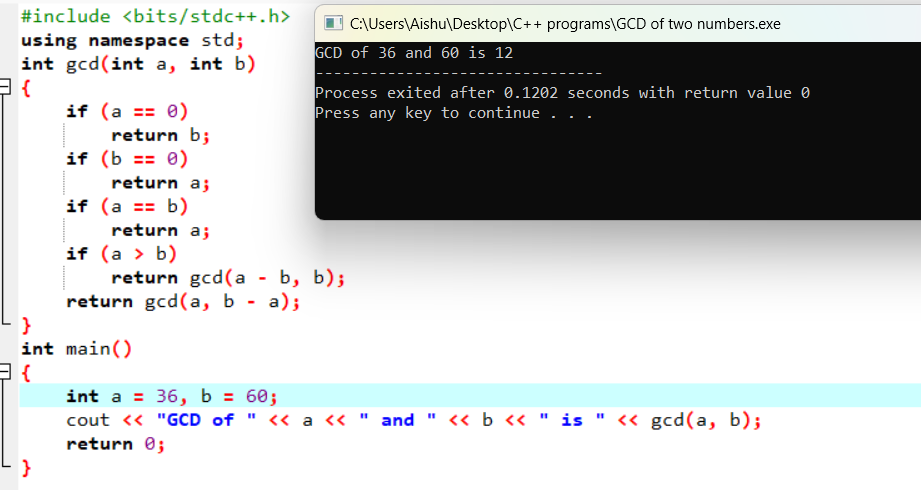 #include <bits/stdc++.h>
using namespace std;
int gcd(int a, int b)
{
    if (a == 0)
        return b;
    if (b == 0)
        return a;
    if (a == b)
        return a;
    if (a > b)
        return gcd(a - b, b);
    return gcd(a, b - a);
}
int main()
{
    int a = 36, b = 60;
    cout << "GCD of " << a << " and " << b << " is " << gcd(a, b);
    return 0;
}
C:\Users\Aishu\Desktop\C++ programs\GCD of two numbers.exe
GCD of 36 and 60 is 12
--------------------------------
Process exited after 0.1202 seconds with return value 0
Press any key to continue . . .